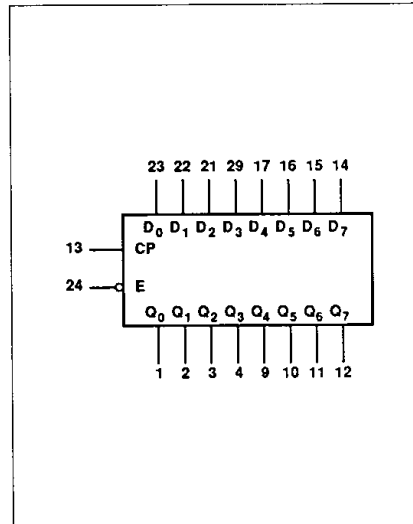 23 22 21 29 17 16 15 14
D0 D1 D2 D3 D4 D5 D6 D7
13 CP
24 E
Q0 Q1 Q2 Q3 Q4 Q5 Q6 Q7
1 2 3 4 9 10 11 12